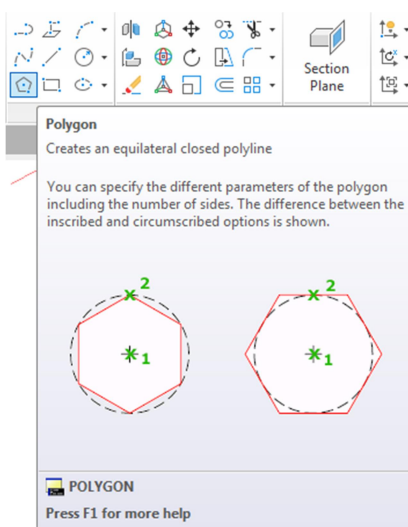 Section
Plane
Polygon
Creates an equilateral closed polyline
You can specify the different parameters of the polygon
including the number of sides. The difference between the
inscribed and circumscribed options is shown.
2
2
1
1
POLYGON
Press F1 for more help